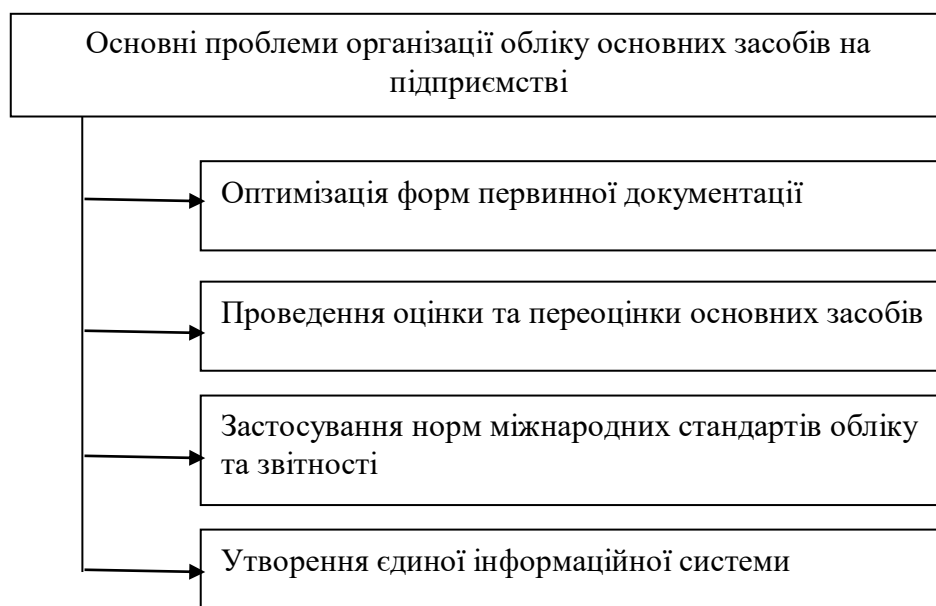 Основні проблеми організації обліку основних засобів на
підприємстві
Оптимізація форм первинної документації
Проведення оцінки та переоцінки основних засобів
Застосування норм міжнародних стандартів обліку
та звітності
Утворення єдиної інформаційної системи